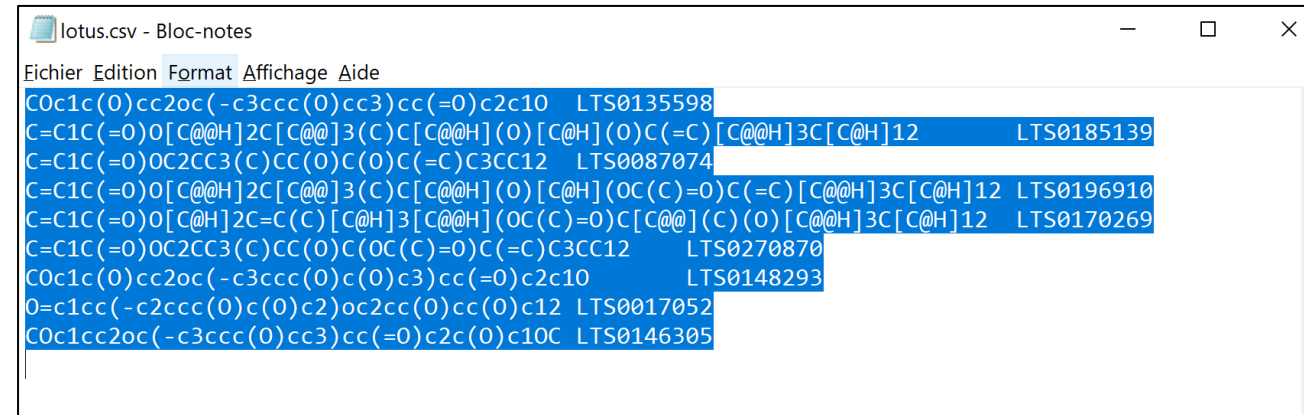 lotus.csv - Bloc-notes
Fichier Edition Format Affichage Aide
COc1c(O)cc2oc(-c3ccc(O)cc3)cc(=O)c2c1O LTS0135598
C=C1C(=O)O[C@@H]2C[C@@]3(C)C[C@@H](O)[C@H](O)C(=C)[C@@H]3C[C@H]12 LTS0185139
C=C1C(=O)OC2CC3(C)CC(O)C(O)C(=C)C3CC12 LTS0087074
C=C1C(=O)O[C@@H]2C[C@@]3(C)C[C@@H](O)[C@H](OC(C)=O)C(=C)[C@@H]3C[C@H]12 LTS0196910
C=C1C(=O)O[C@H]2C=C(C)[C@H]3[C@@H](OC(C)=O)C[C@@](C)(O)[C@@H]3C[C@H]12 LTS0170269
C=C1C(=O)OC2CC3(C)CC(O)C(OC(C)=O)C(=C)C3CC12 LTS0270870
COc1c(O)cc2oc(-c3ccc(O)c(O)c3)cc(=O)c2c1O LTS0148293
O=c1cc(-c2ccc(O)c(O)c2)oc2cc(O)cc(O)c12 LTS0017052
COc1cc2oc(-c3ccc(O)cc3)cc(=O)c2c(O)c1OC LTS0146305